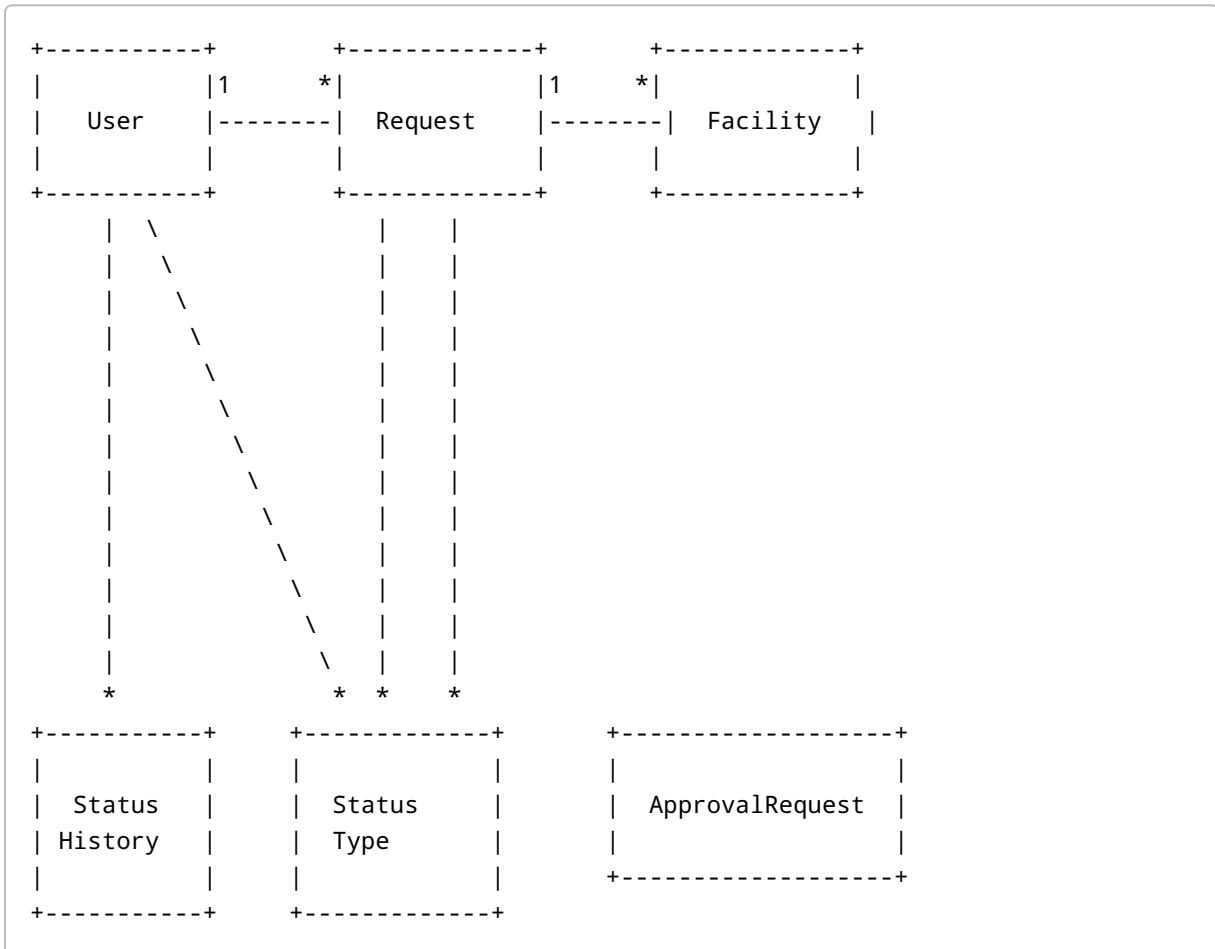 +-----------+        +-------------+       +-------------+
|           |1      *|             |1     *|             |
|   User    |--------|  Request    |--------|  Facility   |
|           |        |             |       |             |
+-----------+        +-------------+       +-------------+
     |  \               |    |
     |   \              |    |
     |    \             |    |
     |     \            |    |
     |      \           |    |
     |       \          |    |
     |        \         |    |
     |         \        |    |
     |          \       |    |
     |           \      |    |
     |            \     |    |
     |             \    |    |
     |              \   |    |
     *               *  *    *
+-----------+     +-------------+       +-------------------+
|           |     |             |       |                   |
|  Status   |     |  Status     |       |  ApprovalRequest  |
| History   |     |  Type       |       |                   |
|           |     |             |       +-------------------+
+-----------+     +-------------+